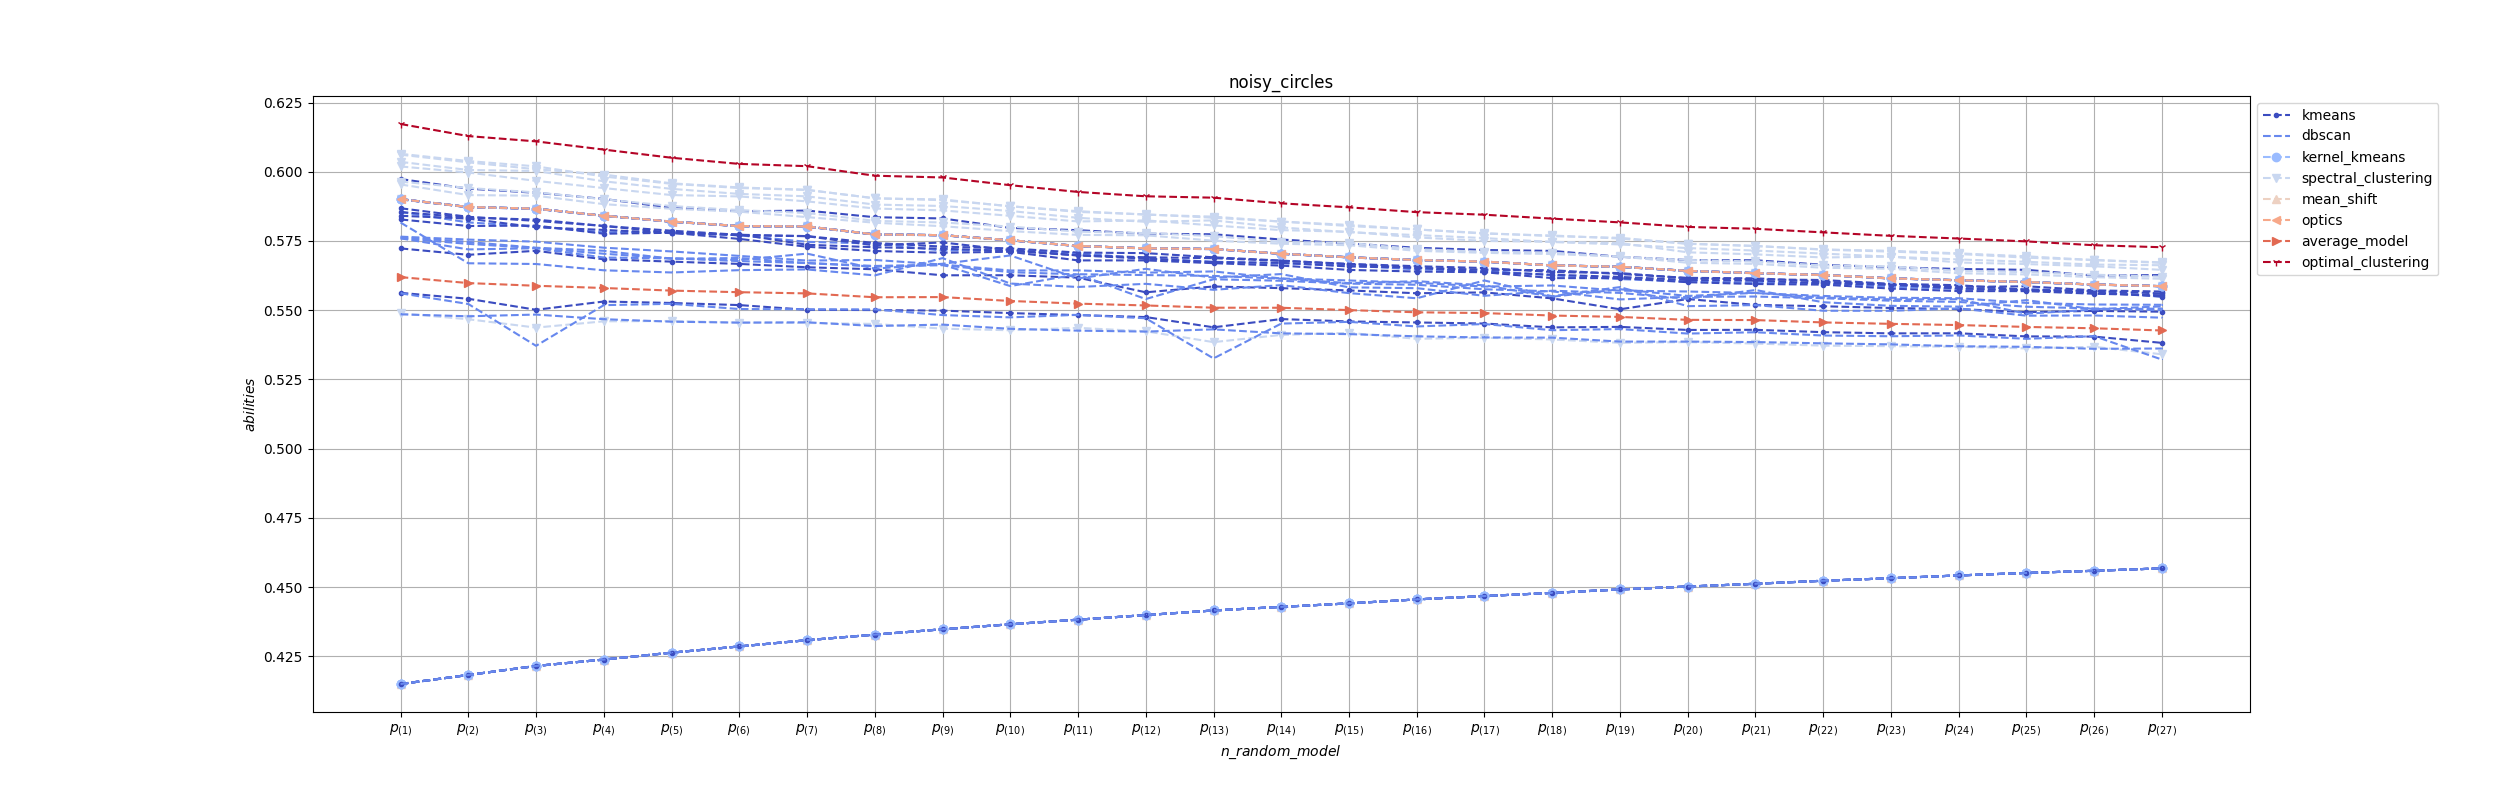 noisy_circles
0.625
0.600
0.575
0.550
0.525
0.500
0.475
0.450
0.425
abilities
p(1) p(2) p(3) p(4) p(5) p(6) p(7) p(8) p(9) p(10) p(11) p(12) p(13) p(14) p(15) p(16) p(17) p(18) p(19) p(20) p(21) p(22) p(23) p(24) p(25) p(26) p(27)
n_random_model
kmeans
dbscan
kernel_kmeans
spectral_clustering
mean_shift
optics
average_model
optimal_clustering